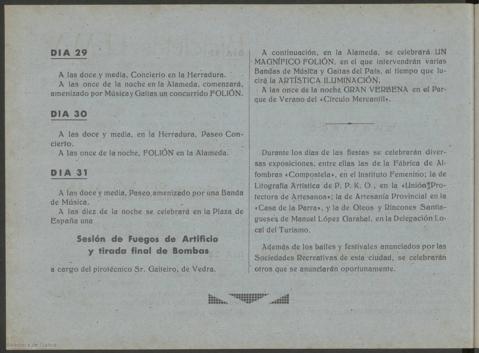 DIA 29
A las doce y media, Concierto en la Herradura.
A las once de la noche en la Alameda, comenzará,
amenizado por Música y Gaitas un concurrido FOLIÓN.
DIA 30
A las doce y media, en la Herradura, Paseo Con-
cierto.
A las once de la noche, FOLIÓN en la Alameda.
DIA 31
A las doce y media, Paseo amenizado por una Banda
de Música.
A las diez de la noche se celebrará en la Plaza de
España una
Sesión de Fuegos de Artificio
y tirada final de Bombas
a cargo del pirotécnico Sr. Gaiteiro, de Vedra.
A continuación, en la Alameda, se celebrará UN
MAGNÍFICO FOLIÓN, en el que intervendrán varias
Bandas de Música y Gaitas del País, al tiempo que lu-
cirá la ARTÍSTICA ILUMINACIÓN.
A las once de la noche GRAN VERBENA en el Par-
que de Verano del «Círculo Mercantil».
Durante los días de las fiestas se celebrarán diver-
sas exposiciones, entre ellas las de la Fábrica de Al-
fombras «Compostela», en el Instituto Femenino; la de
Litografía Artística de P. P. K. O., en la «Unión Pro-
tectora de Artesanos»; la de Artesanía Provincial en la
«Casa de la Parra», y la de Oleos y Rincones Santia-
gueses de Manuel López Garabal, en la Delegación Lo-
cal del Turismo.
Además de los bailes y festivales anunciados por las
Sociedades Recreativas de esta ciudad, se celebrarán
otros que se anunciarán oportunamente.